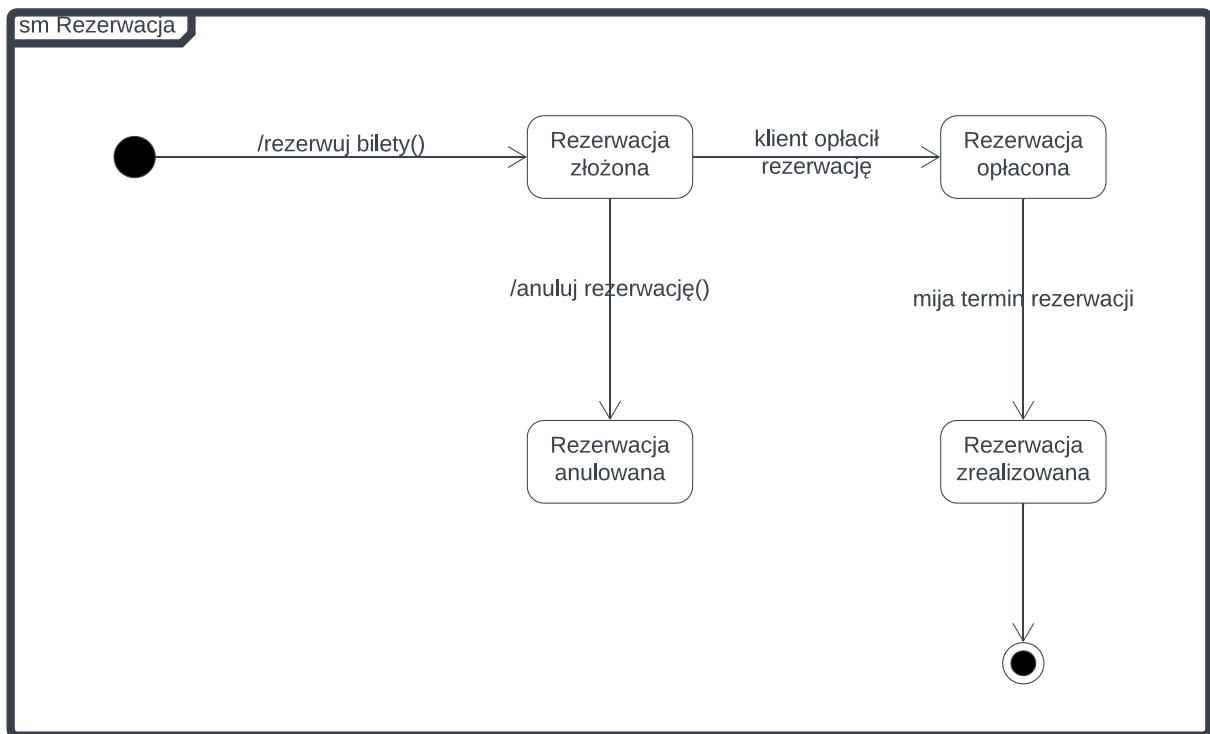 sm Rezerwacja
/rezerwuj bilety()
Rezerwacja
złożona
klient opłacił
rezerwację
Rezerwacja
opłacona
/anuluj rezerwację()
mija termin rezerwacji
Rezerwacja
anulowana
Rezerwacja
zrealizowana